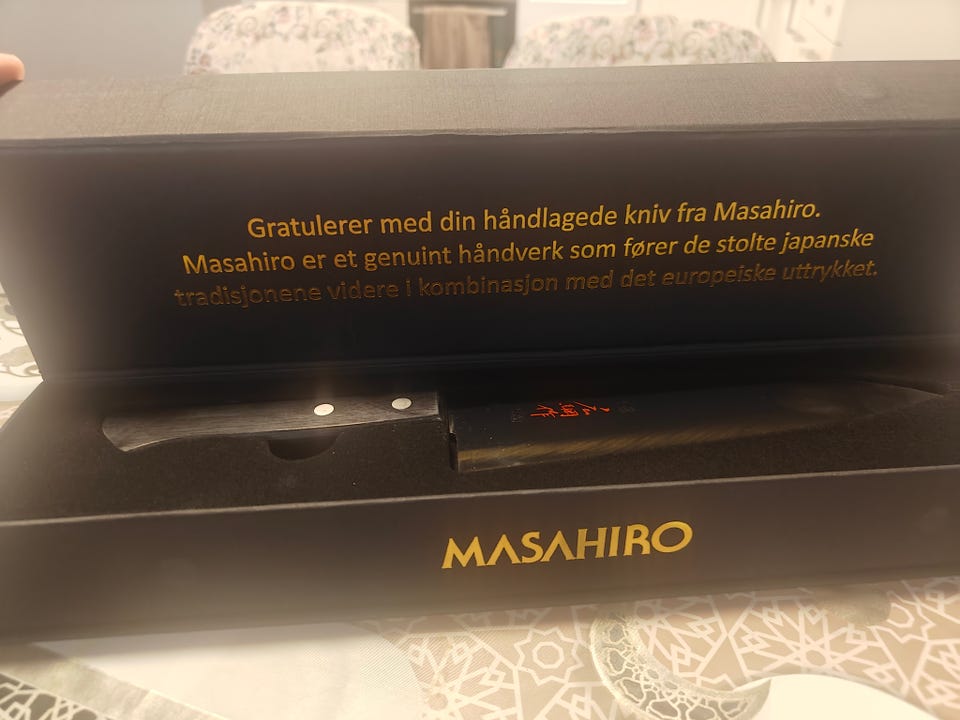 Gratulerer med din håndlagede kniv fra Masahiro.
Masahiro er et genuint håndverk som fører de stolte japanske
tradisjonene videre i kombinasjon med det europeiske uttrykket.
MASAHIRO